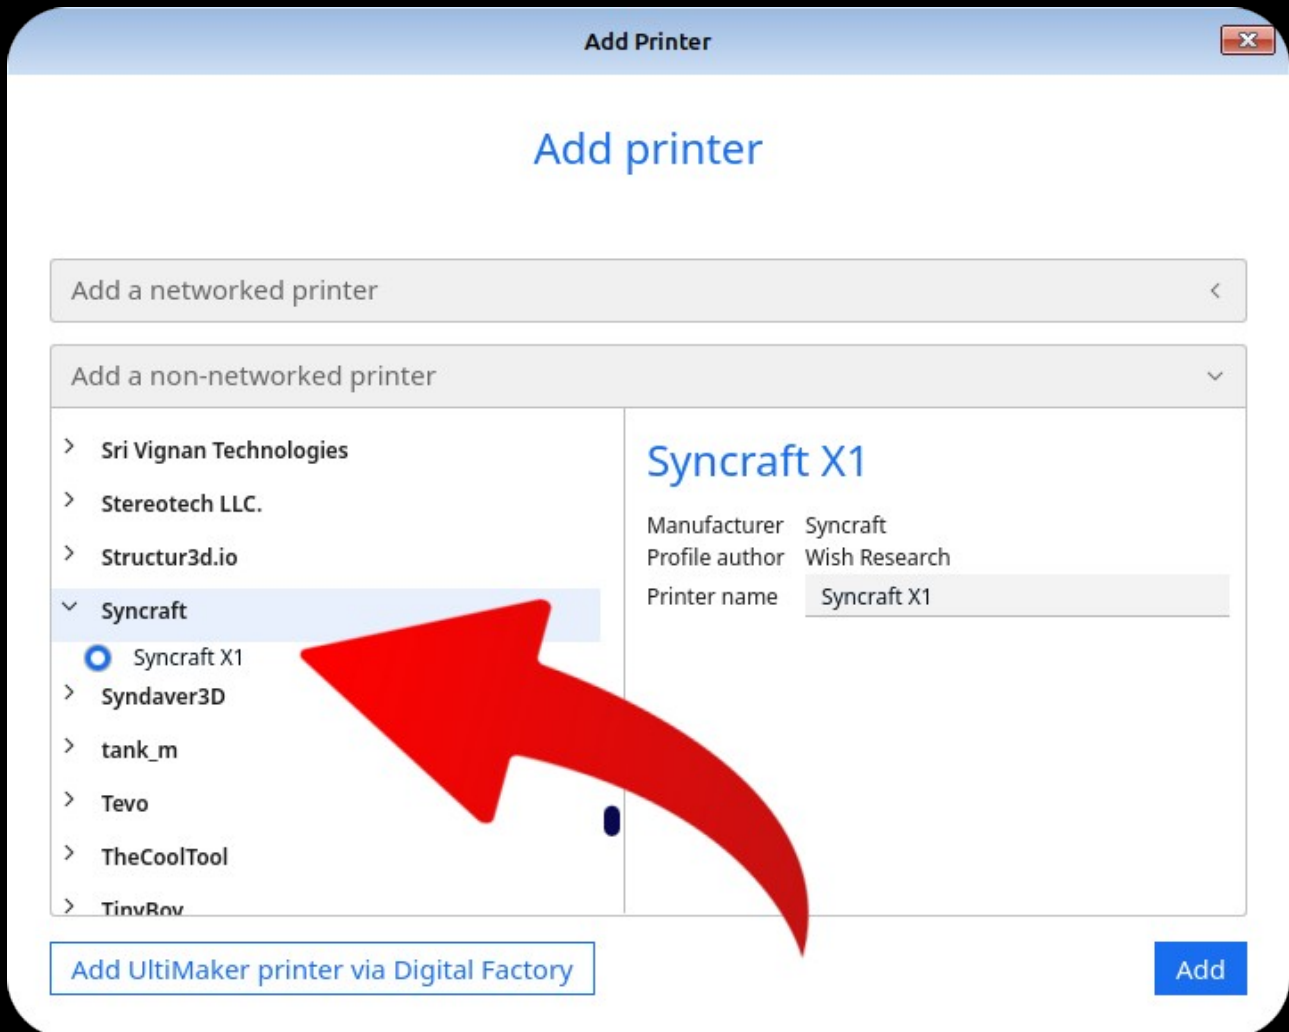 Add Printer
Add printer
Add a networked printer
Add a non-networked printer
Sri Vignan Technologies
Stereotech LLC.
Structur3d.io
Syncraft
Syncraft X1
Syndaver3D
tank_m
Tevo
TheCoolTool
TinyBoy
Syncraft X1
Manufacturer Syncraft
Profile author Wish Research
Printer name Syncraft X1
Add UltiMaker printer via Digital Factory
Add